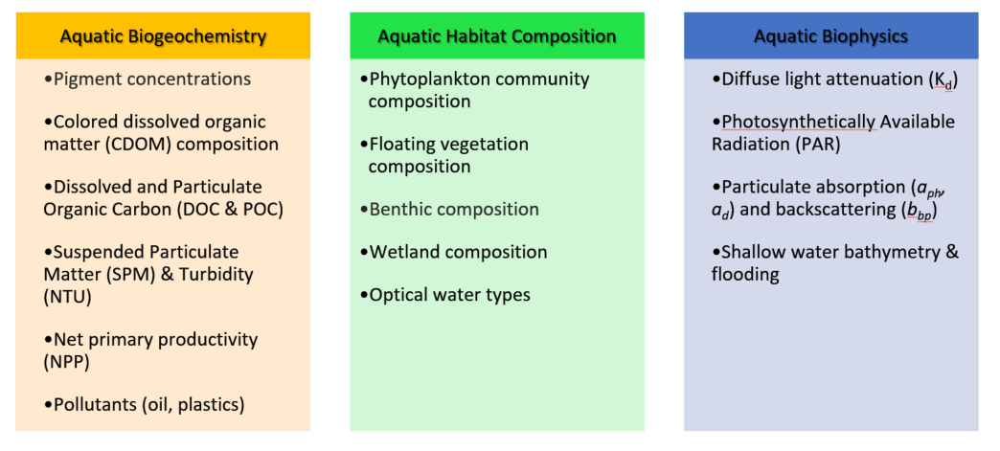 Aquatic Biogeochemistry
•Pigment concentrations
•Colored dissolved organic
matter (CDOM) composition
•Dissolved and Particulate
Organic Carbon (DOC & POC)
•Suspended Particulate
Matter (SPM) & Turbidity
(NTU)
•Net primary productivity
(NPP)
•Pollutants (oil, plastics)
Aquatic Habitat Composition
•Phytoplankton community
composition
•Floating vegetation
composition
•Benthic composition
•Wetland composition
•Optical water types
Aquatic Biophysics
•Diffuse light attenuation (Kd)
•Photosynthetically Available
Radiation (PAR)
•Particulate absorption (aph,
ad) and backscattering (bbp)
•Shallow water bathymetry &
flooding